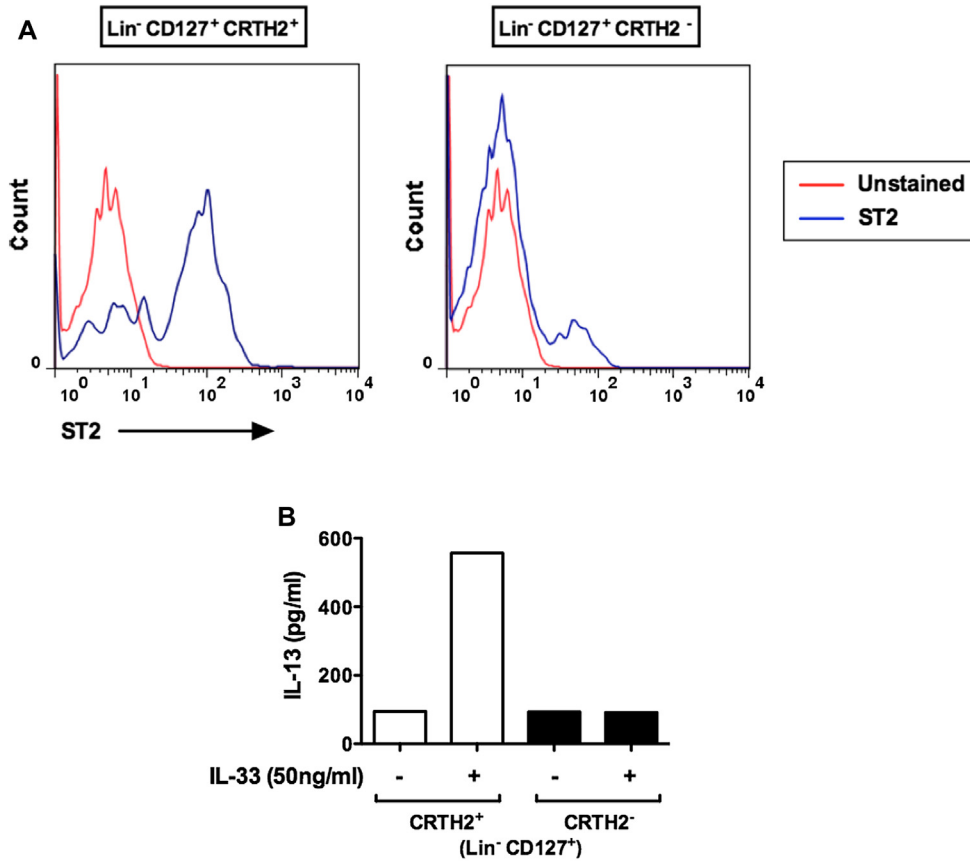 A
Lin⁻ CD127⁺ CRTH2⁺
Lin⁻ CD127⁺ CRTH2 ⁻
Count
0
10⁰ 10¹ 10² 10³ 10⁴
ST2
Count
0
10⁰ 10¹ 10² 10³ 10⁴
Unstained
ST2
B
IL-13 (pg/ml)
600
400
200
0
IL-33 (50ng/ml) - + - +
CRTH2⁺ CRTH2⁻
(Lin⁻ CD127⁺)